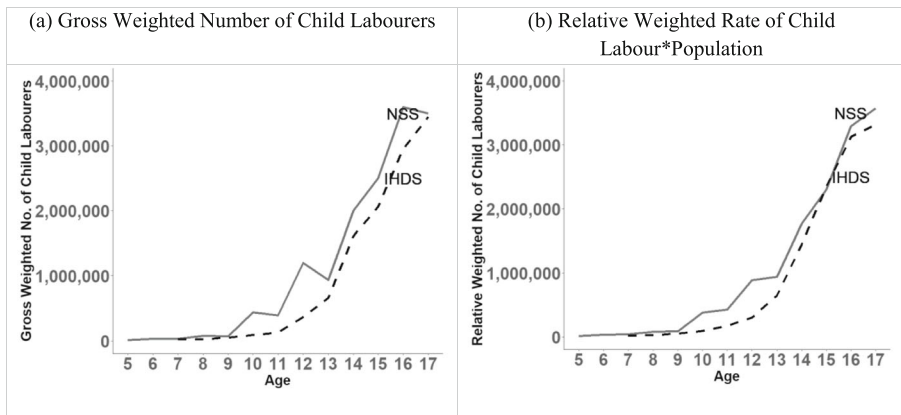 (a) Gross Weighted Number of Child Labourers
Gross Weighted No. of Child Labourers
4,000,000
3,000,000
2,000,000
1,000,000
0
NSS
IHDS
5 6 7 8 9 10 11 12 13 14 15 16 17
Age
(b) Relative Weighted Rate of Child
Labour*Population
Relative Weighted No. of Child Labourers
4,000,000
3,000,000
2,000,000
1,000,000
0
NSS
IHDS
5 6 7 8 9 10 11 12 13 14 15 16 17
Age